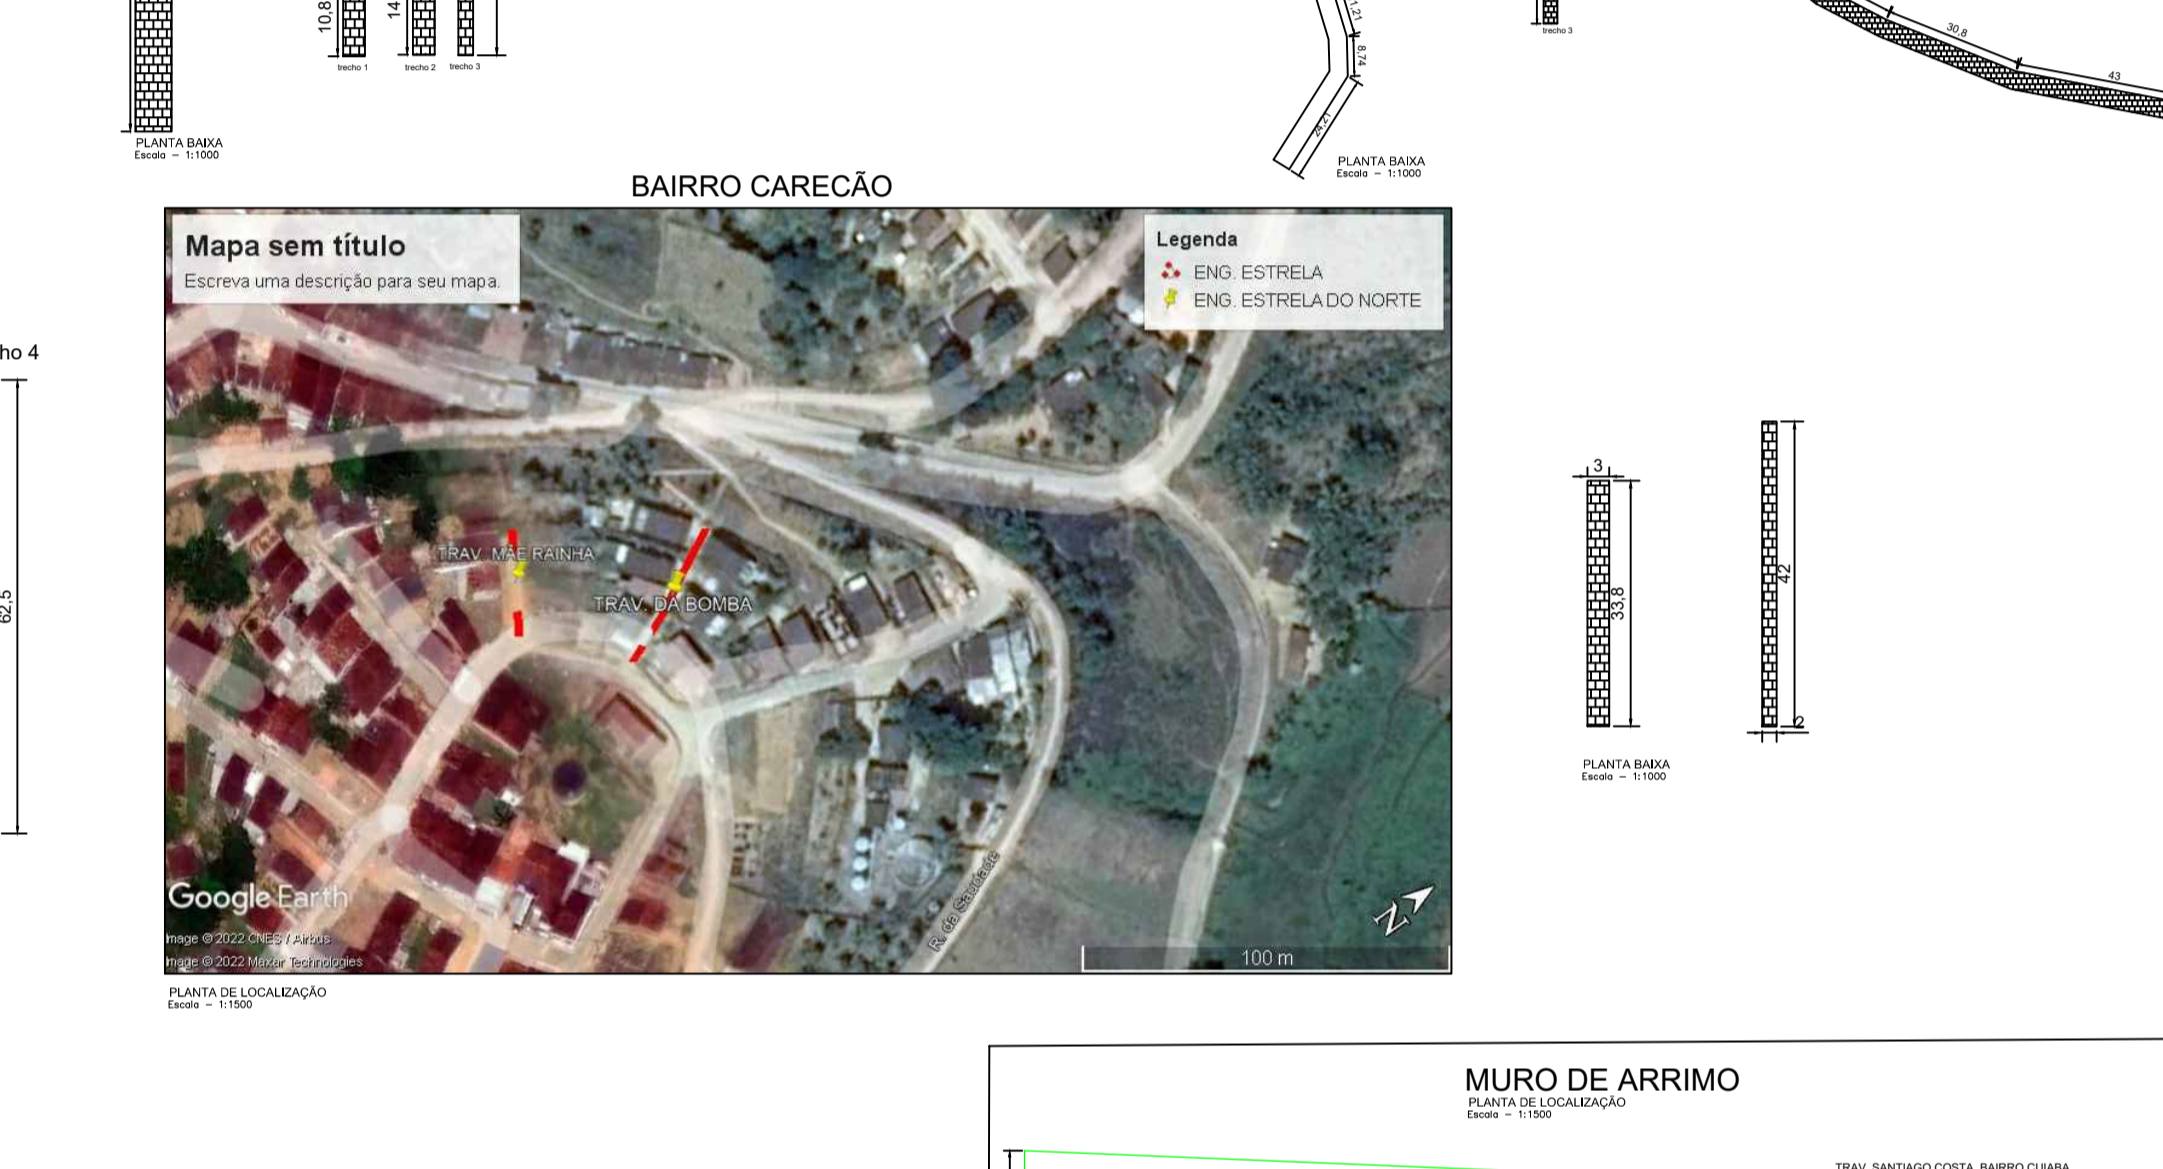 10,8
14
trecho 1
trecho 2
trecho 3
PLANTA BAIXA
Escala - 1:1000
1,21
8,74
24,21
PLANTA BAIXA
Escala - 1:1000
trecho 3
30,8
43
BAIRRO CARECÃO
Mapa sem título
Escreva uma descrição para seu mapa.
Legenda
ENG. ESTRELA
ENG. ESTRELA DO NORTE
ho 4
62,5
TRAV. MÃE RAINHA
TRAV. DA BOMBA
R. da Saudade
Google Earth
Image © 2022 CNES / Airbus
Image © 2022 Maxar Technologies
N
100 m
PLANTA DE LOCALIZAÇÃO
Escala - 1:1500
3
33,8
42
2
PLANTA BAIXA
Escala - 1:1000
MURO DE ARRIMO
PLANTA DE LOCALIZAÇÃO
Escala - 1:1500
TRAV. SANTIAGO COSTA, BAIRRO CUIABA